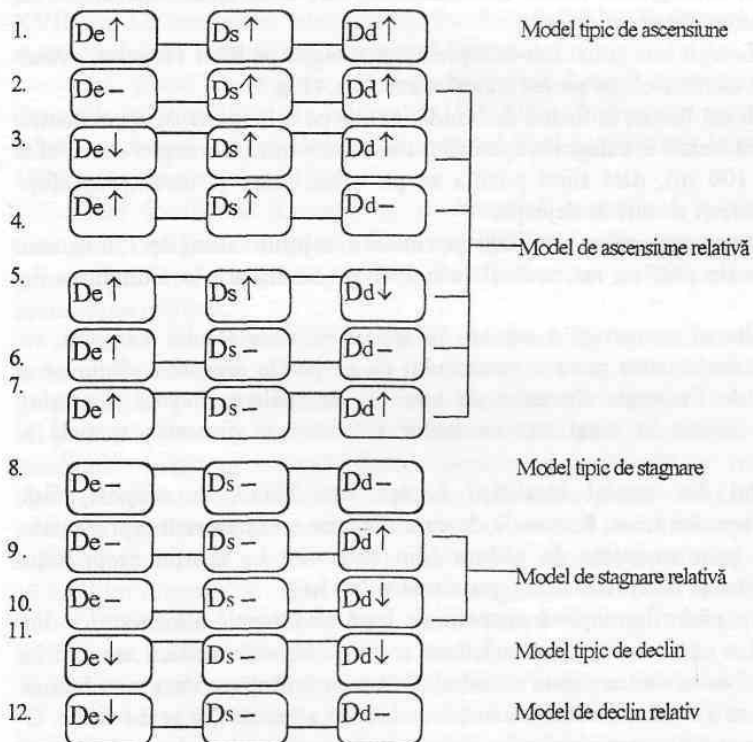 1. De↑ Ds↑ Dd↑ Model tipic de ascensiune
2. De– Ds↑ Dd↑
3. De↓ Ds↑ Dd↑
4. De↑ Ds↑ Dd–
Model de ascensiune relativă
5. De↑ Ds↑ Dd↓
6. De↑ Ds– Dd–
7. De↑ Ds– Dd↑
8. De– Ds– Dd– Model tipic de stagnare
9. De– Ds– Dd↑
Model de stagnare relativă
10. De– Ds– Dd↓
11. De↓ Ds– Dd↓ Model tipic de declin
12. De↓ Ds– Dd– Model de declin relativ